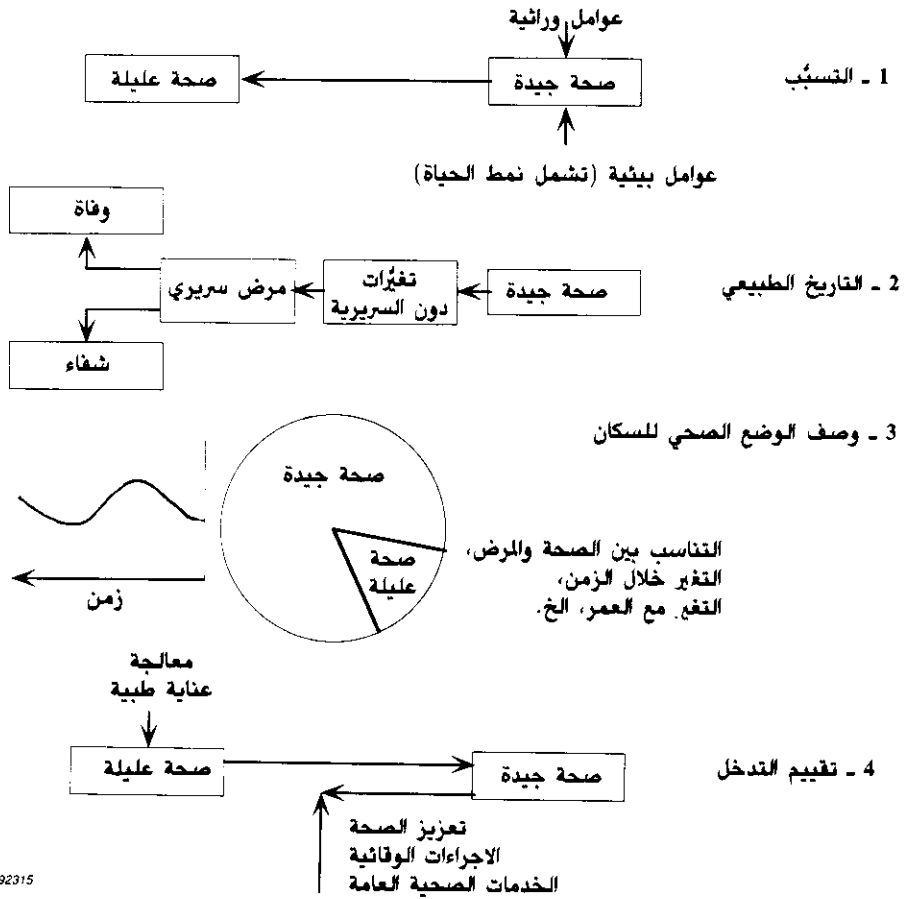 عوامل وراثية
1 ـ التسبُّب
صحة جيدة
صحة عليلة
عوامل بيئية (تشمل نمط الحياة)
2 ـ التاريخ الطبيعي
صحة جيدة
تغيُّرات
دون السريرية
مرض سريري
وفاة
شفاء
3 ـ وصف الوضع الصحي للسكان
صحة جيدة
صحة
عليلة
التناسب بين الصحة والمرض،
التغير خلال الزمن،
التغير مع العمر، الخ.
زمن
4 ـ تقييم التدخل
معالجة
عناية طبية
صحة جيدة
صحة عليلة
تعزيز الصحة
الاجراءات الوقائية
الخدمات الصحية العامة
92315